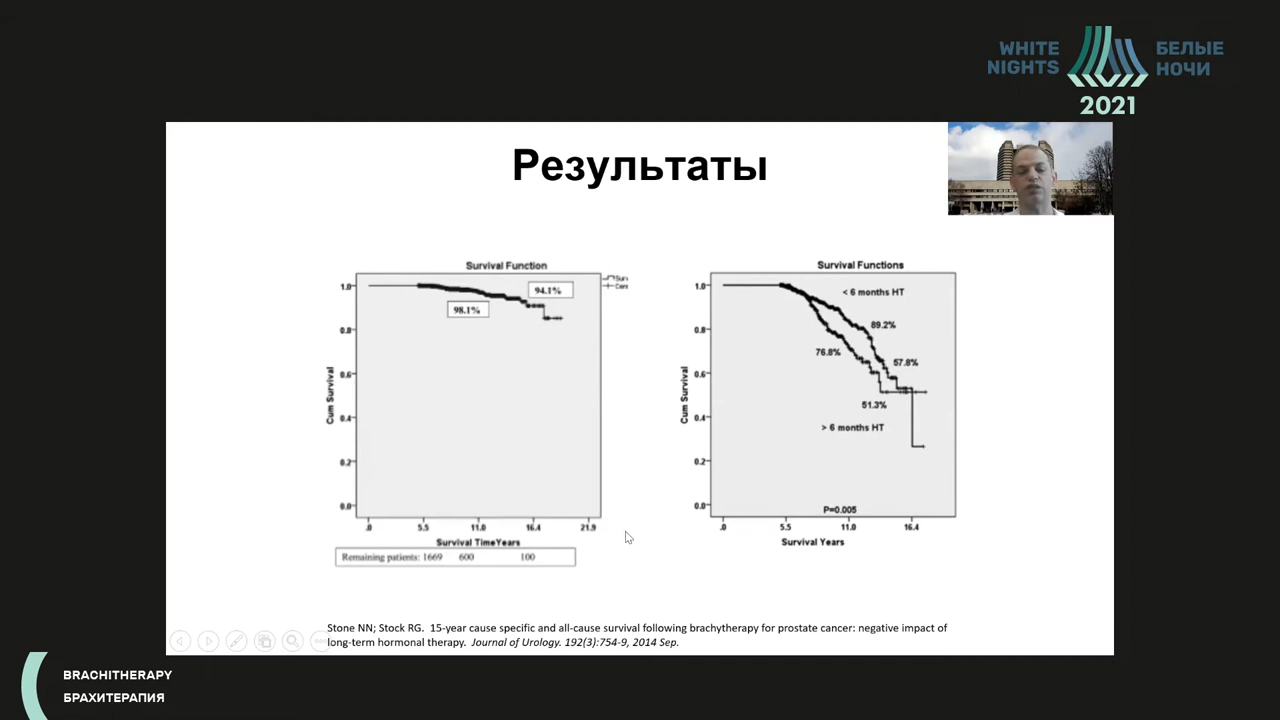 WHITE
NIGHTS
БЕЛЫЕ
НОЧИ
2021
Результаты
Survival Function
Cum Survival
1.0
0.8
0.6
0.4
0.2
0.0
98.1%
94.1%
.0 5.5 11.0 16.4 21.9
Survival TimeYears
Remaining patients: 1669 600 100
Survival Functions
Cum Survival
1.0
0.8
0.6
0.4
0.2
0.0
< 6 months HT
89.2%
76.8%
57.8%
51.3%
> 6 months HT
P=0.005
.0 5.5 11.0 16.4
Survival Years
Stone NN; Stock RG. 15-year cause specific and all-cause survival following brachytherapy for prostate cancer: negative impact of
long-term hormonal therapy. Journal of Urology. 192(3):754-9, 2014 Sep.
BRACHITHERAPY
БРАХИТЕРАПИЯ